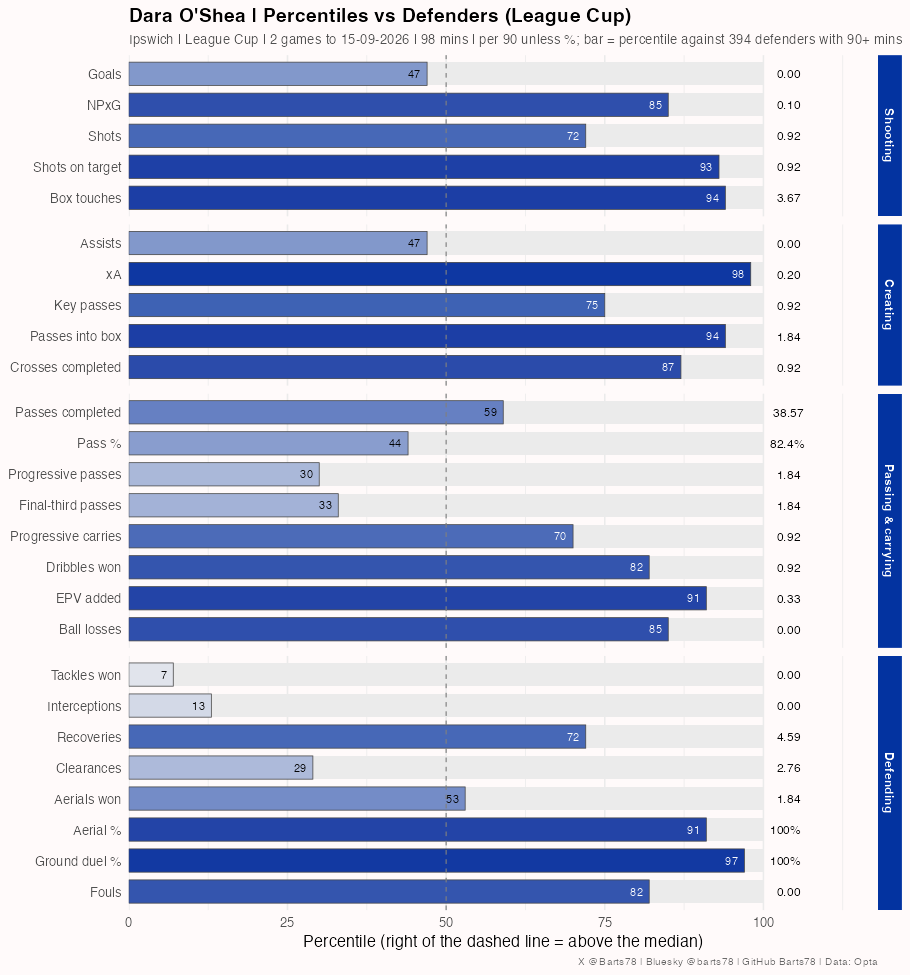 Dara O'Shea | Percentiles vs Defenders (League Cup)
Ipswich | League Cup | 2 games to 15-09-2026 | 98 mins | per 90 unless %; bar = percentile against 394 defenders with 90+ mins
Goals 47 0.00
NPxG 85 0.10
Shots 72 0.92
Shots on target 93 0.92
Box touches 94 3.67
Shooting
Assists 47 0.00
xA 98 0.20
Key passes 75 0.92
Passes into box 94 1.84
Crosses completed 87 0.92
Creating
Passes completed 59 38.57
Pass % 44 82.4%
Progressive passes 30 1.84
Final-third passes 33 1.84
Progressive carries 70 0.92
Dribbles won 82 0.92
EPV added 91 0.33
Ball losses 85 0.00
Passing & carrying
Tackles won 7 0.00
Interceptions 13 0.00
Recoveries 72 4.59
Clearances 29 2.76
Aerials won 53 1.84
Aerial % 91 100%
Ground duel % 97 100%
Fouls 82 0.00
Defending
0 25 50 75 100
Percentile (right of the dashed line = above the median)
X @Barts78 | Bluesky @barts78 | GitHub Barts78 | Data: Opta